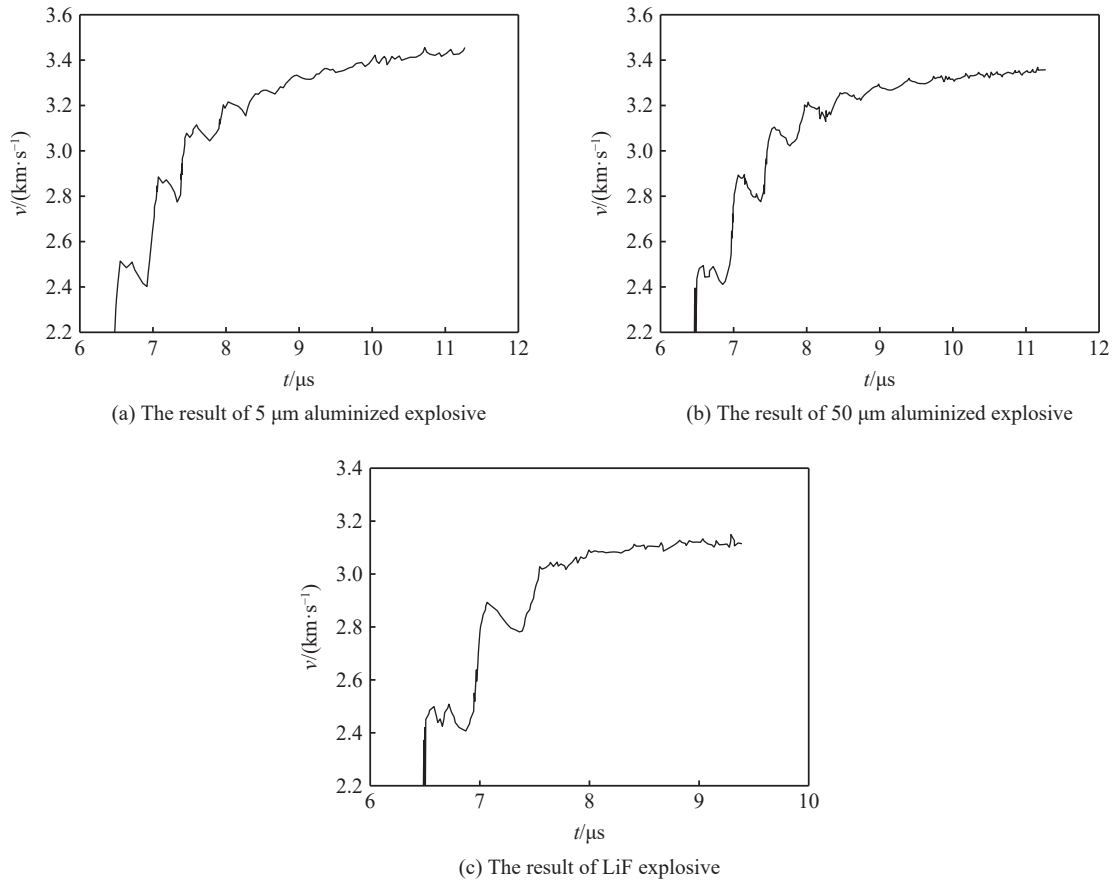 3.6
3.4
3.2
3.0
2.8
2.6
2.4
2.2
v/(km·s⁻¹)
6 7 8 9 10 11 12
t/μs
(a) The result of 5 μm aluminized explosive
3.6
3.4
3.2
3.0
2.8
2.6
2.4
2.2
v/(km·s⁻¹)
6 7 8 9 10 11 12
t/μs
(b) The result of 50 μm aluminized explosive
3.4
3.2
3.0
2.8
2.6
2.4
2.2
v/(km·s⁻¹)
6 7 8 9 10
t/μs
(c) The result of LiF explosive